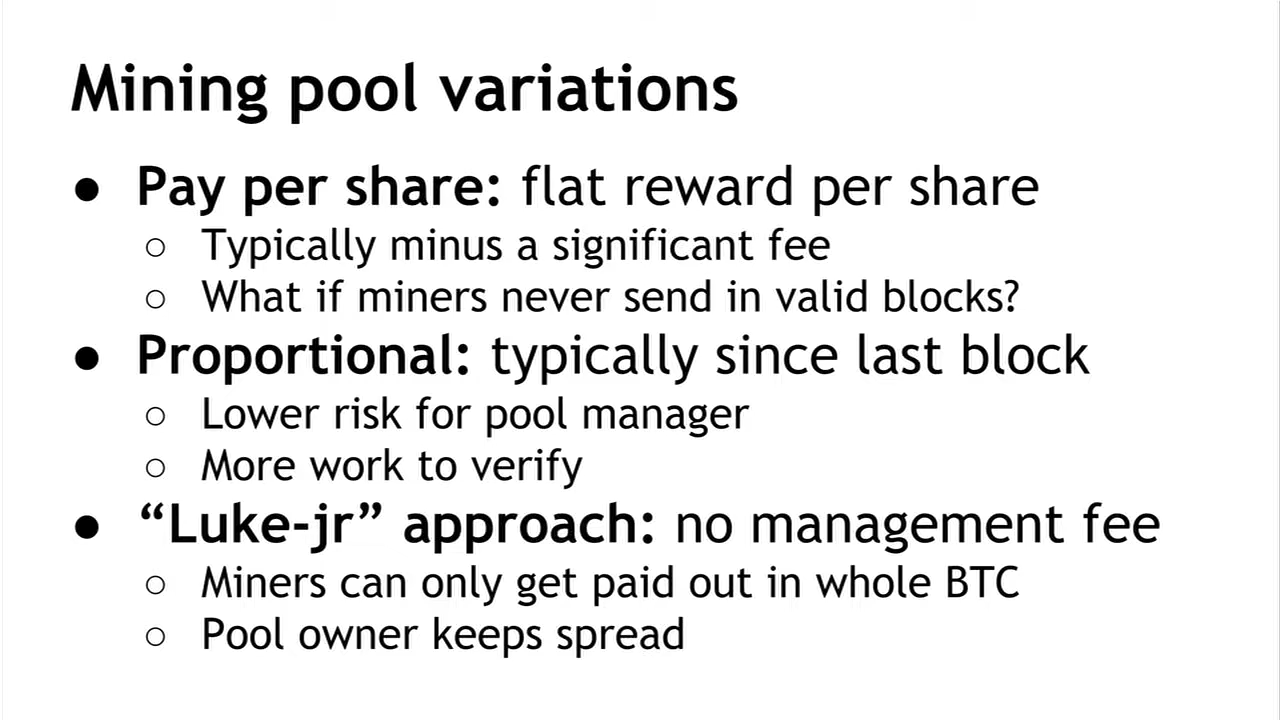 Mining pool variations
● Pay per share: flat reward per share
○ Typically minus a significant fee
○ What if miners never send in valid blocks?
● Proportional: typically since last block
○ Lower risk for pool manager
○ More work to verify
● “Luke-jr” approach: no management fee
○ Miners can only get paid out in whole BTC
○ Pool owner keeps spread